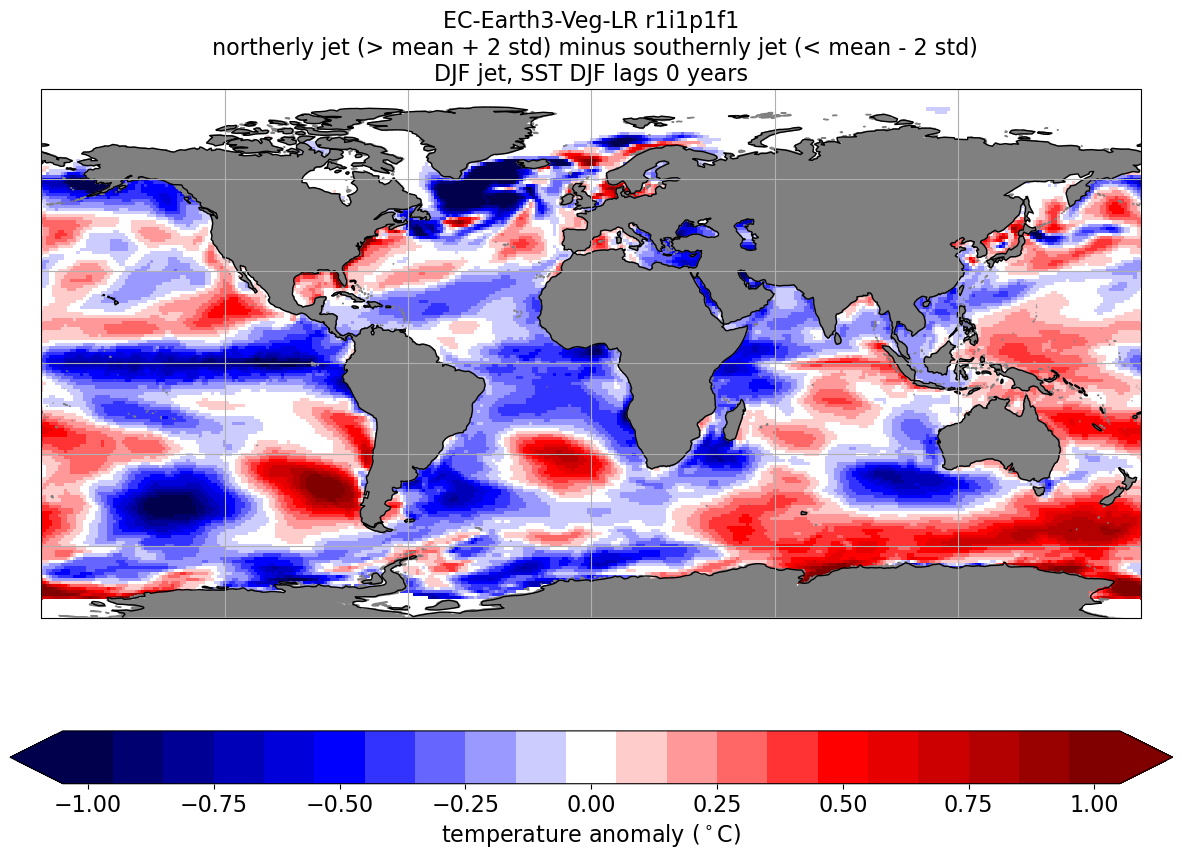 EC-Earth3-Veg-LR r1i1p1f1
northerly jet (> mean + 2 std) minus southernly jet (< mean - 2 std)
DJF jet, SST DJF lags 0 years
−1.00 −0.75 −0.50 −0.25 0.00 0.25 0.50 0.75 1.00
temperature anomaly (°C)